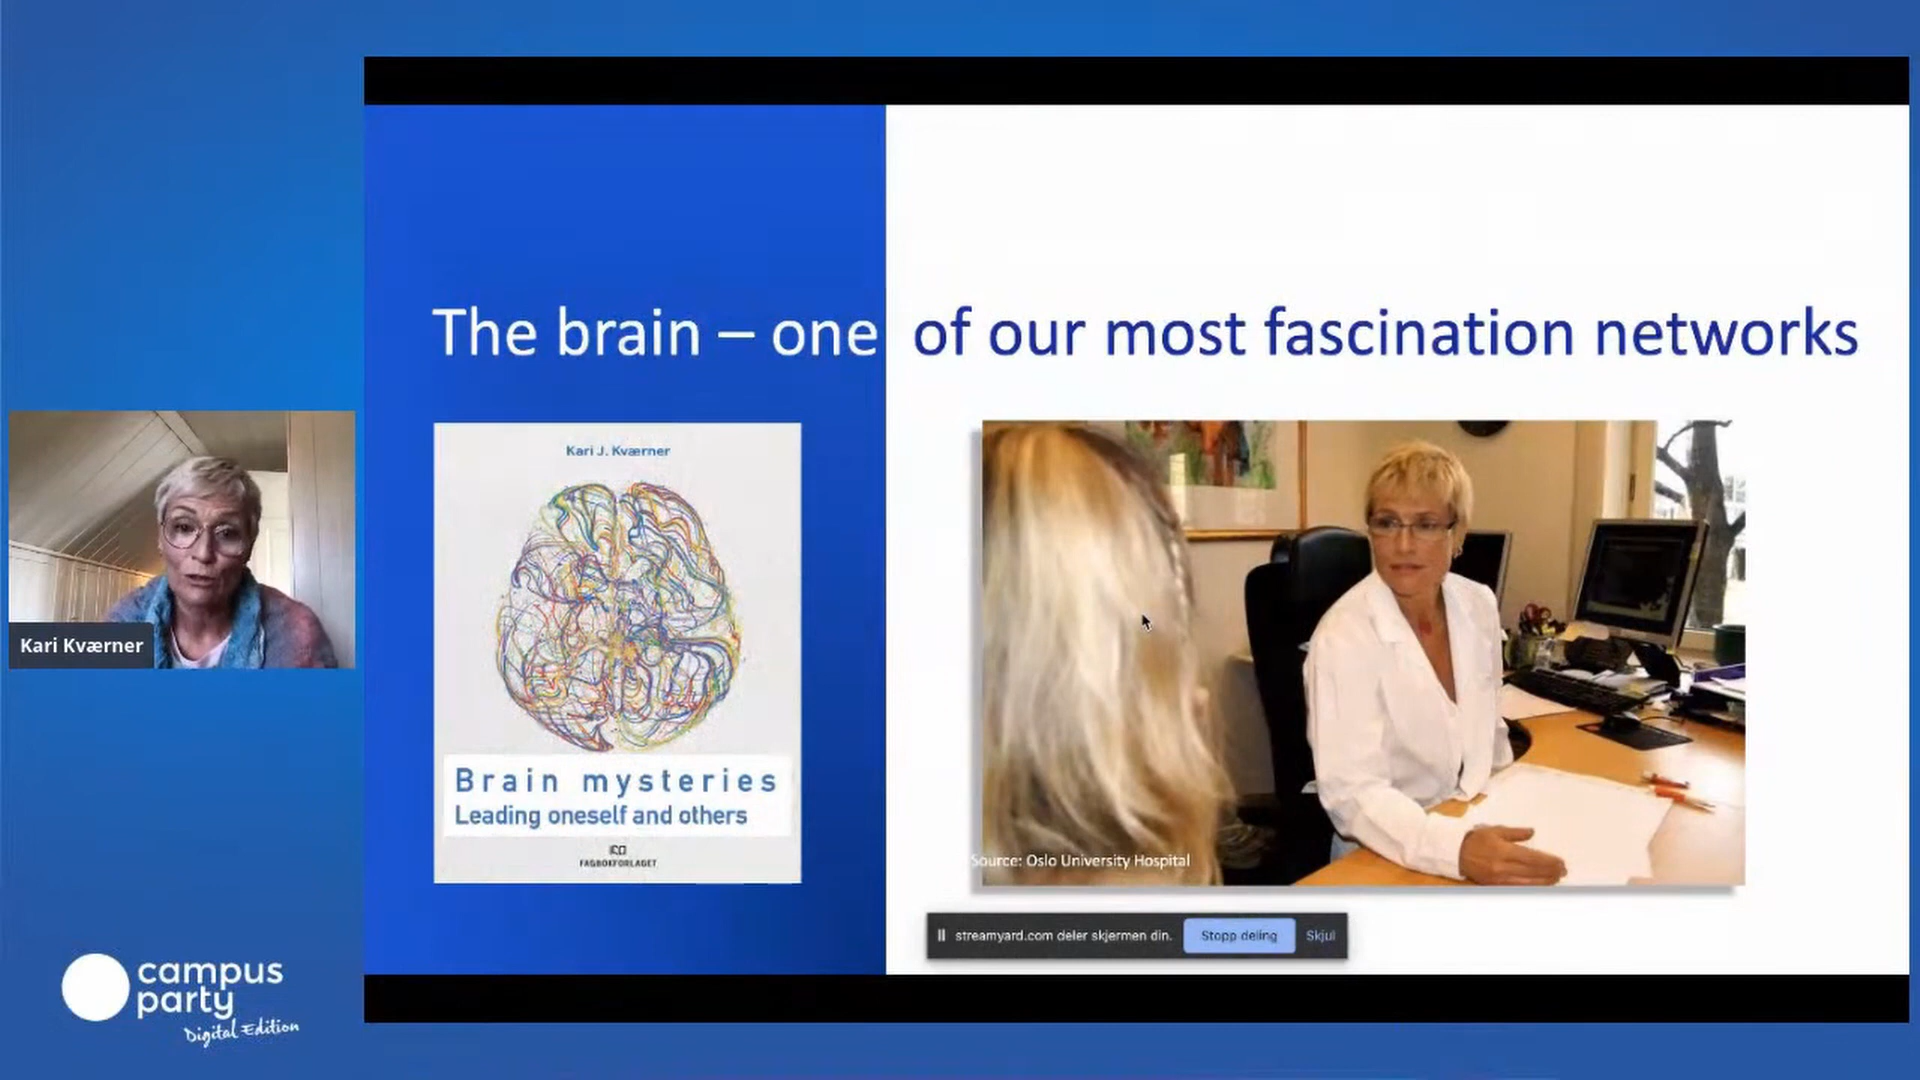 The brain – one of our most fascination networks
Kari J. Kværner
Brain mysteries
Leading oneself and others
FAGBOKFORLAGET
Source: Oslo University Hospital
streamyard.com deler skjermen din.
Stopp deling
Skjul
Kari Kværner
campus
party
Digital Edition